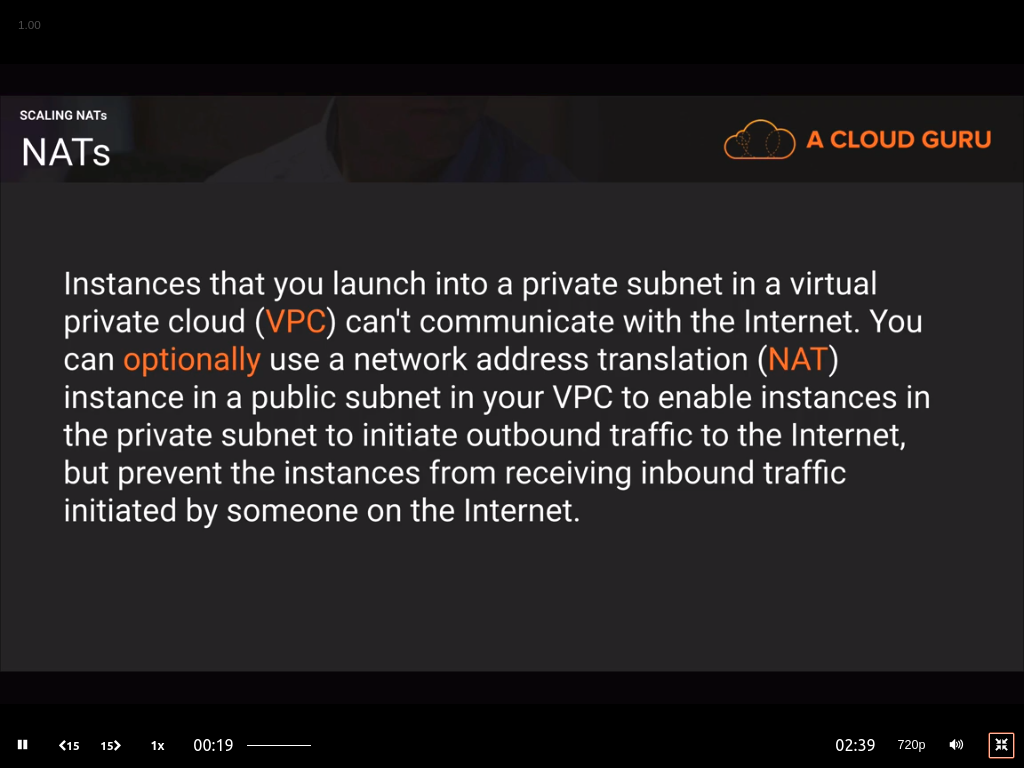 1.00
SCALING NATs
NATs
A CLOUD GURU
Instances that you launch into a private subnet in a virtual
private cloud (VPC) can't communicate with the Internet. You
can optionally use a network address translation (NAT)
instance in a public subnet in your VPC to enable instances in
the private subnet to initiate outbound traffic to the Internet,
but prevent the instances from receiving inbound traffic
initiated by someone on the Internet.
15 15 1x 00:19 02:39 720p